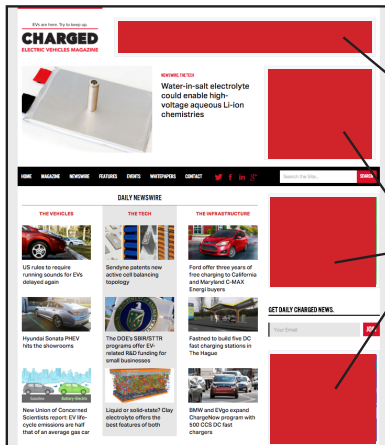 EVs are here. Try to keep up.
CHARGED
ELECTRIC VEHICLES MAGAZINE
NEWSWIRE, THE TECH
Water-in-salt electrolyte
could enable high-
voltage aqueous Li-ion
chemistries
HOME MAGAZINE NEWSWIRE FEATURES EVENTS WHITEPAPERS CONTACT
Search the Site...
SEARCH
DAILY NEWSWIRE
THE VEHICLES
THE TECH
THE INFRASTRUCTURE
US rules to require
running sounds for EVs
delayed again
Sendyne patents new
active cell balancing
topology
Ford offer three years of
free charging to California
and Maryland C-MAX
Energi buyers
Hyundai Sonata PHEV
hits the showrooms
The DOE's SBIR/STTR
programs offer EV-
related R&D funding for
small businesses
Fastned to build five DC
fast charging stations in
The Hague
Gasoline
Battery-Electric
New Union of Concerned
Scientists report: EV life-
cycle emissions are half
that of an average gas car
Liquid or solid-state? Clay
electrolyte offers the
best features of both
BMW and EVgo expand
ChargeNow program with
500 CCS DC fast
chargers
GET DAILY CHARGED NEWS.
Your Email
JOIN